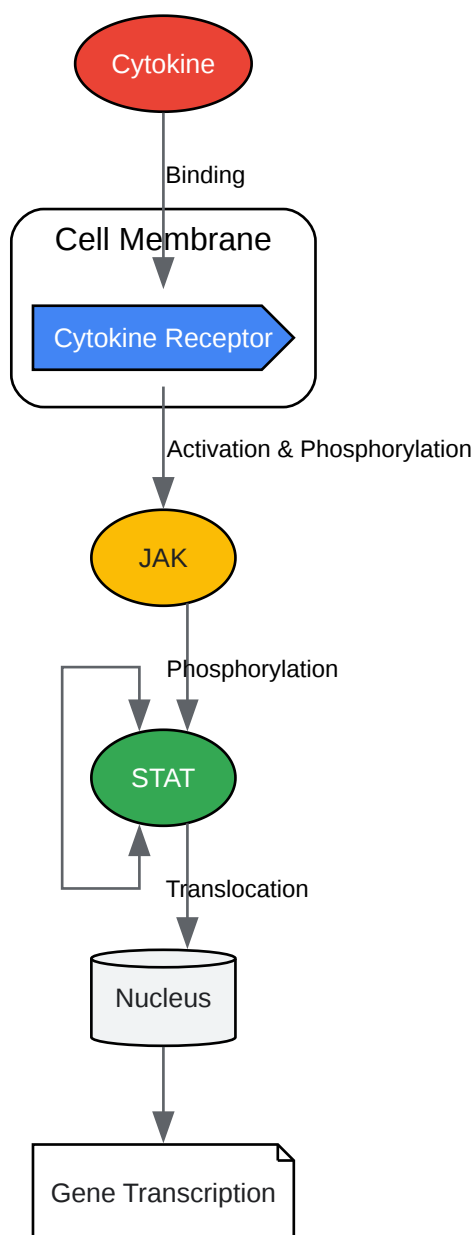 Cytokine
Binding
Cell Membrane
Cytokine Receptor
Activation & Phosphorylation
JAK
Phosphorylation
STAT
Translocation
Nucleus
Gene Transcription